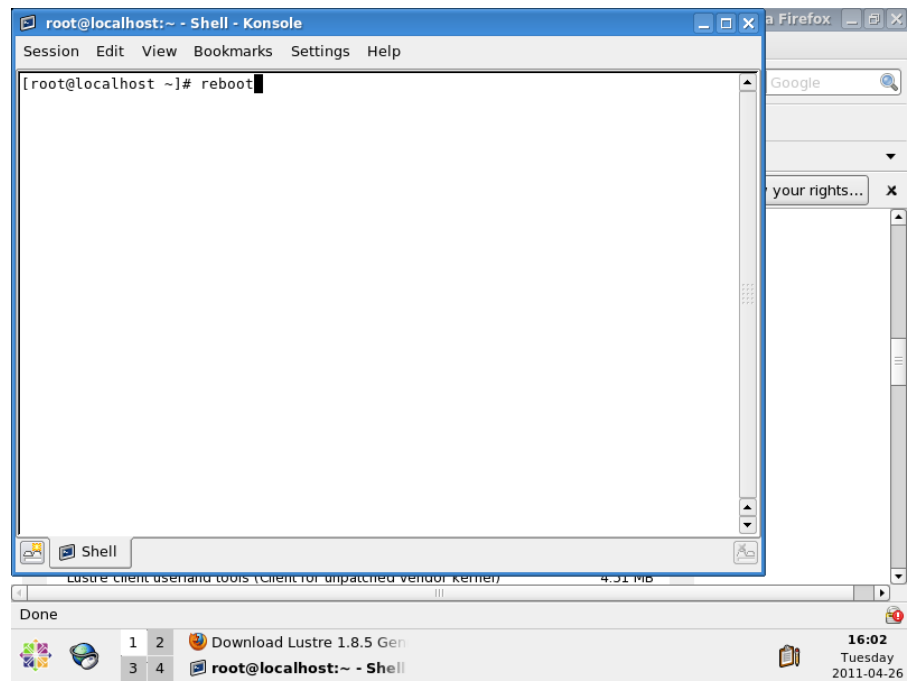 root@localhost:~ - Shell - Konsole
a Firefox
Session Edit View Bookmarks Settings Help
[root@localhost ~]# reboot
Google
your rights...
x
Shell
Lustre client userland tools (Client for unpatched vendor kernel) 4.51 MB
Done
1 2
Download Lustre 1.8.5 Gen
16:02
3 4
root@localhost:~ - Shell
Tuesday
2011-04-26